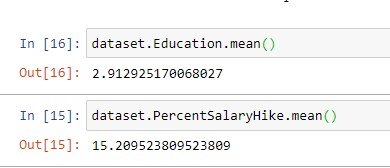 In [16]: dataset.Education.mean()
Out[16]: 2.912925170068027
In [15]: dataset.PercentSalaryHike.mean()
Out[15]: 15.209523809523809